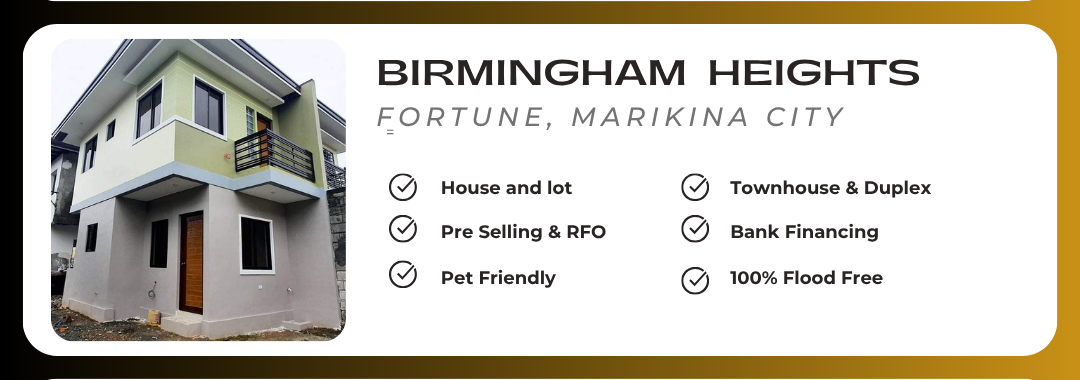 BIRMINGHAM HEIGHTS
FORTUNE, MARIKINA CITY
=
House and lot
Townhouse & Duplex
Pre Selling & RFO
Bank Financing
Pet Friendly
100% Flood Free